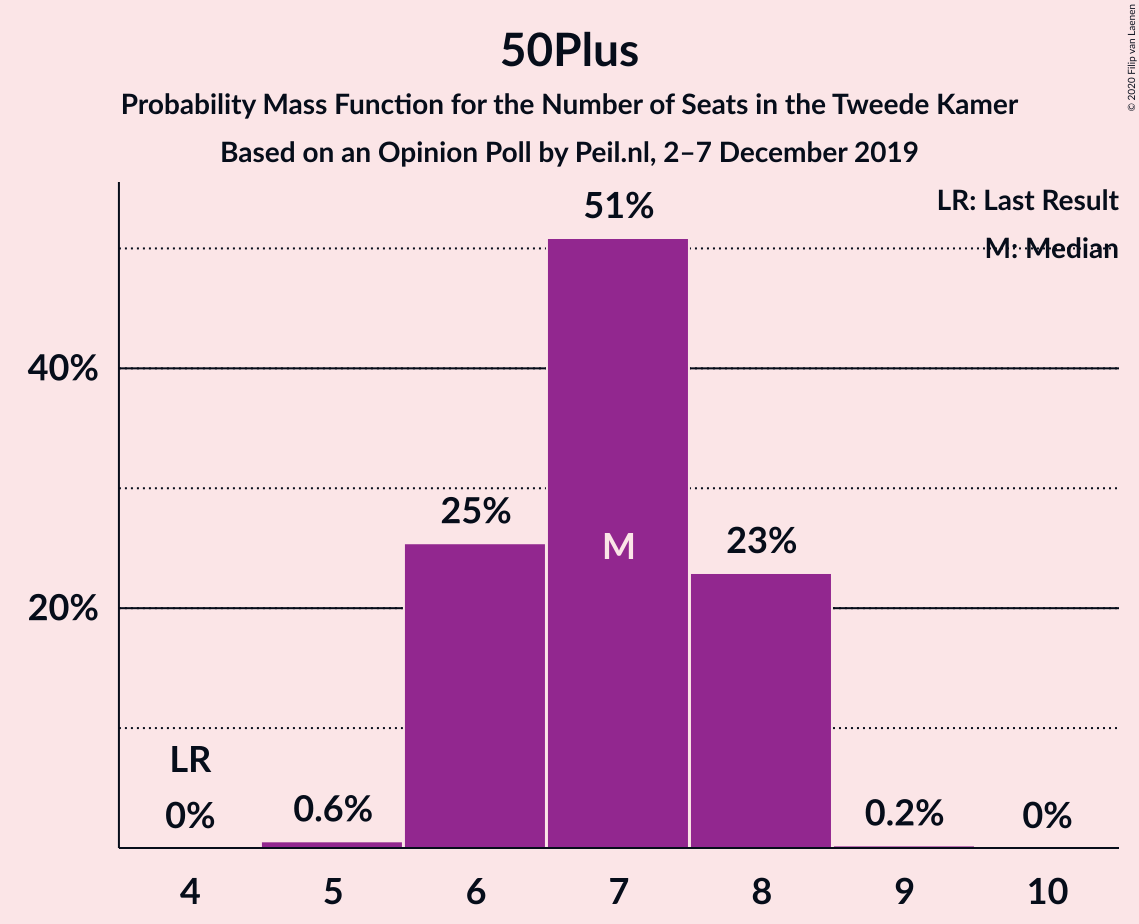 50Plus
Probability Mass Function for the Number of Seats in the Tweede Kamer
Based on an Opinion Poll by Peil.nl, 2–7 December 2019
© 2020 Filip van Laenen
LR: Last Result
M: Median
51%
40%
25%
M
23%
20%
LR
0%
0.6%
0.2%
0%
4 5 6 7 8 9 10